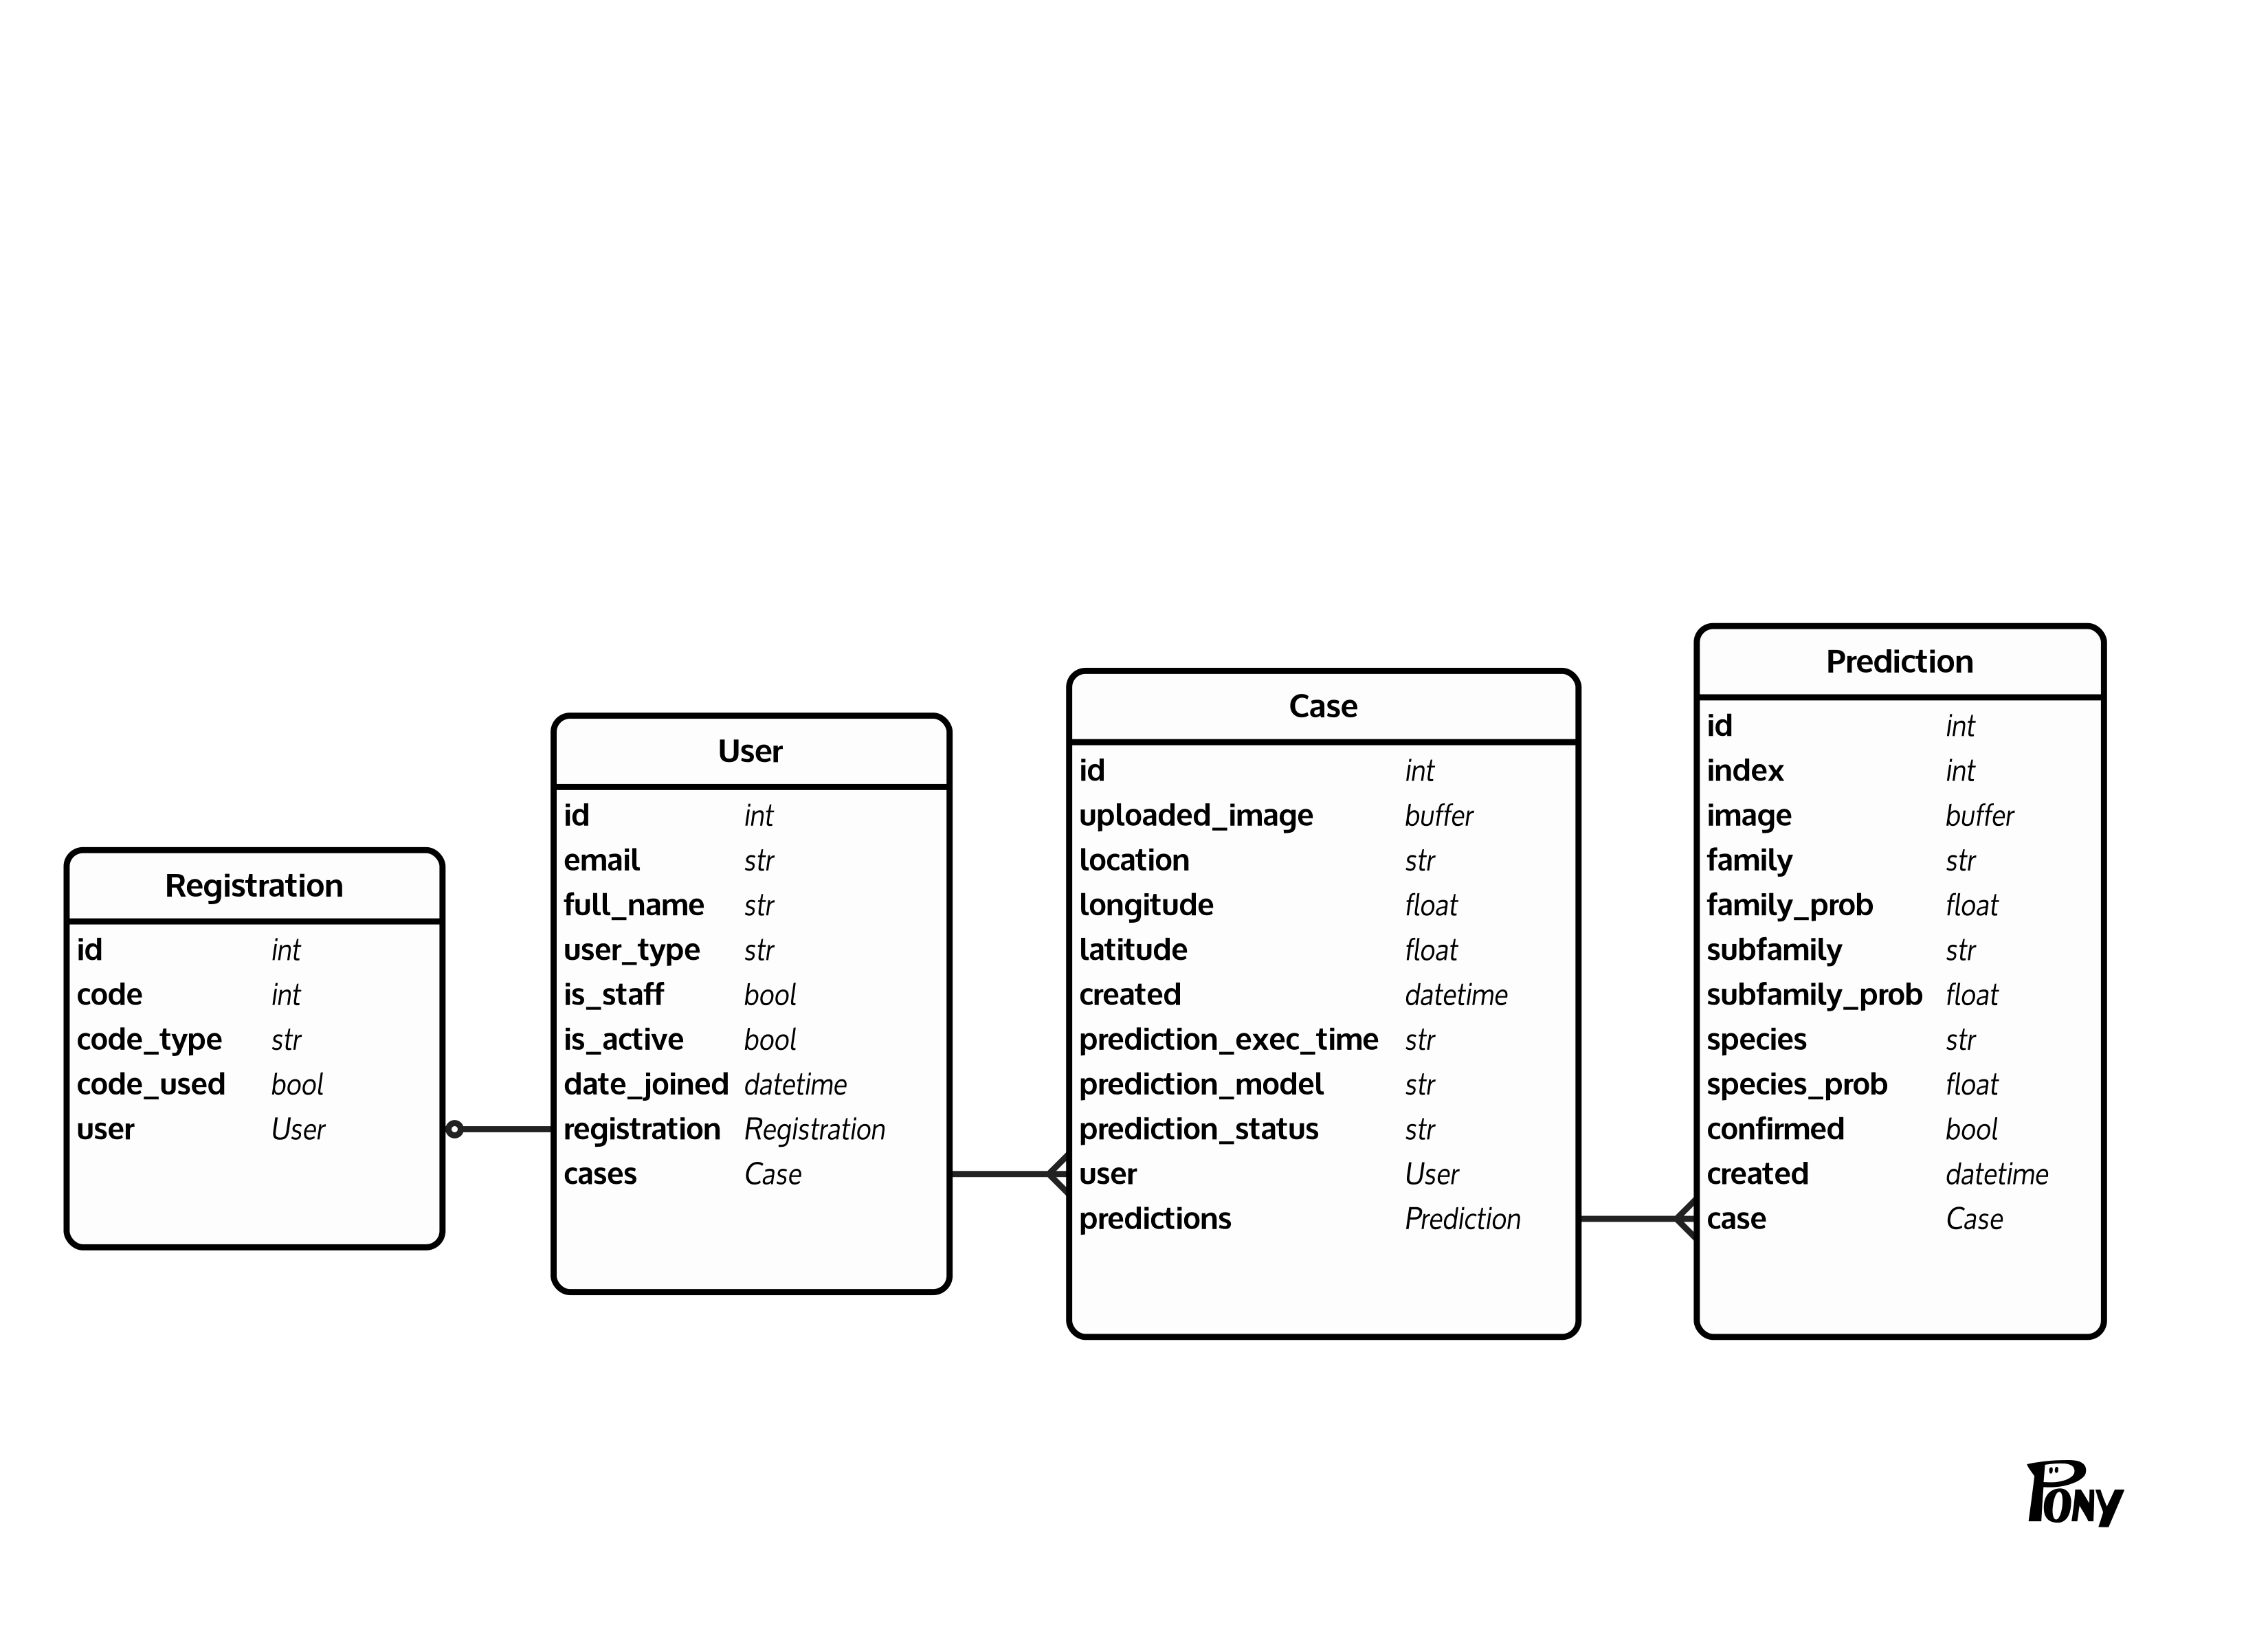 Registration
id int
code int
code_type str
code_used bool
user User
User
id int
email str
full_name str
user_type str
is_staff bool
is_active bool
date_joined datetime
registration Registration
cases Case
Case
id int
uploaded_image buffer
location str
longitude float
latitude float
created datetime
prediction_exec_time str
prediction_model str
prediction_status str
user User
predictions Prediction
Prediction
id int
index int
image buffer
family str
family_prob float
subfamily str
subfamily_prob float
species str
species_prob float
confirmed bool
created datetime
case Case
PONY